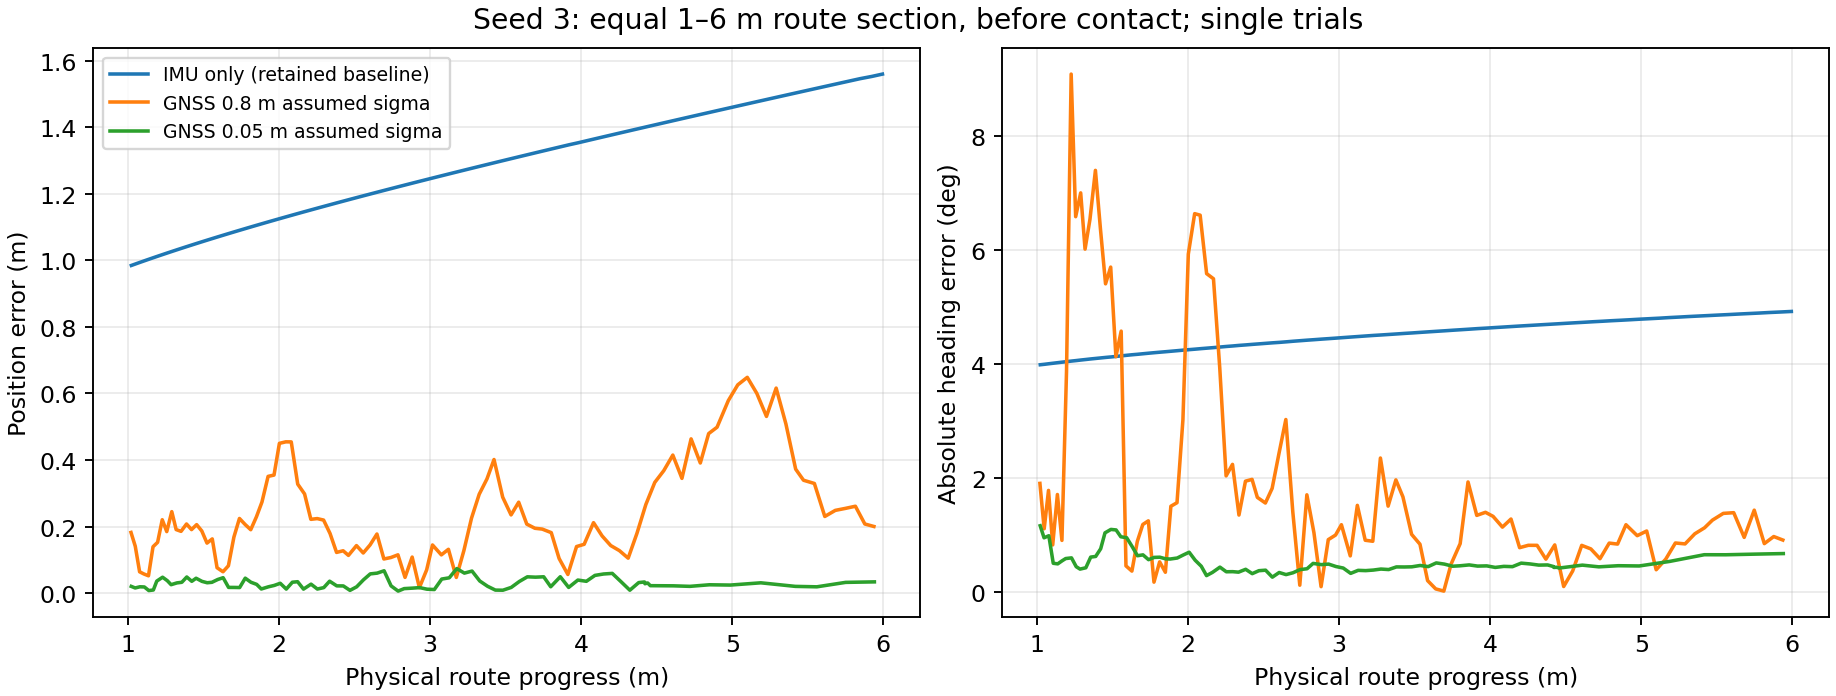 Seed 3: equal 1–6 m route section, before contact; single trials
IMU only (retained baseline)
GNSS 0.8 m assumed sigma
GNSS 0.05 m assumed sigma
Position error (m)
1.6
1.4
1.2
1.0
0.8
0.6
0.4
0.2
0.0
1 2 3 4 5 6
Physical route progress (m)
Absolute heading error (deg)
8
6
4
2
0
1 2 3 4 5 6
Physical route progress (m)